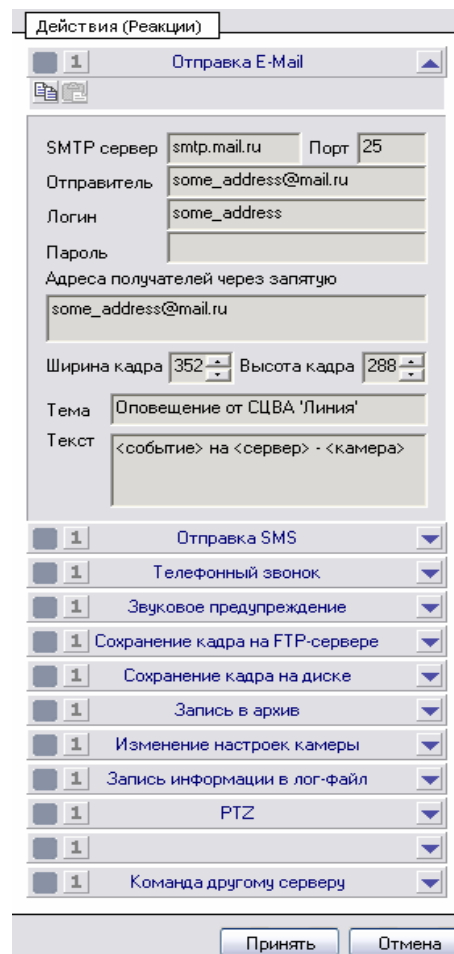 Действия (Реакции)
1 Отправка E-Mail
SMTP сервер smtp.mail.ru Порт 25
Отправитель some_address@mail.ru
Логин some_address
Пароль
Адреса получателей через запятую
some_address@mail.ru
Ширина кадра 352 Высота кадра 288
Тема Оповещение от СЦВА 'Линия'
Текст <событие> на <сервер> - <камера>
1 Отправка SMS
1 Телефонный звонок
1 Звуковое предупреждение
1 Сохранение кадра на FTP-сервере
1 Сохранение кадра на диске
1 Запись в архив
1 Изменение настроек камеры
1 Запись информации в лог-файл
1 PTZ
1
1 Команда другому серверу
Принять Отмена